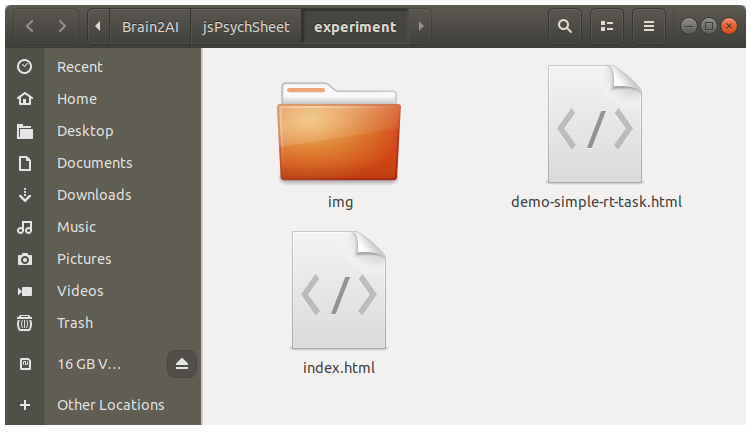 Brain2AI jsPsychSheet experiment
Recent
Home
Desktop
Documents
Downloads
Music
Pictures
Videos
Trash
16 GB V...
Other Locations
img
demo-simple-rt-task.html
index.html